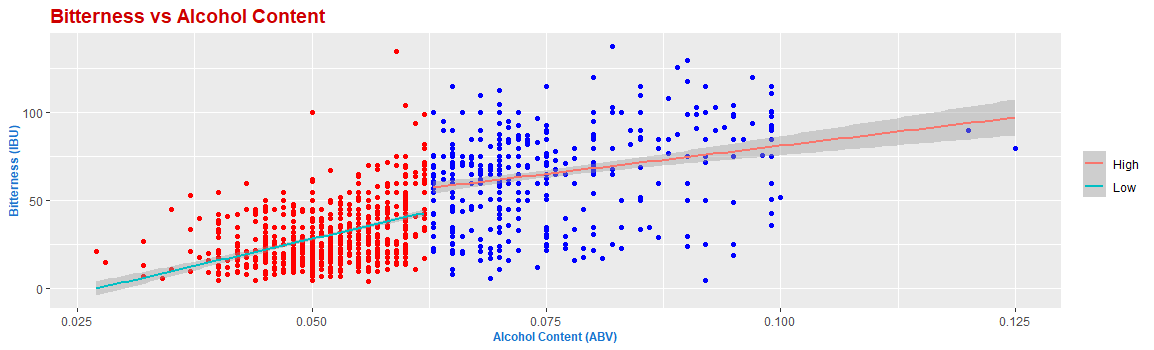 Bitterness vs Alcohol Content
Bitterness (IBU)
100
50
0
0.025
0.050
0.075
0.100
0.125
Alcohol Content (ABV)
High
Low